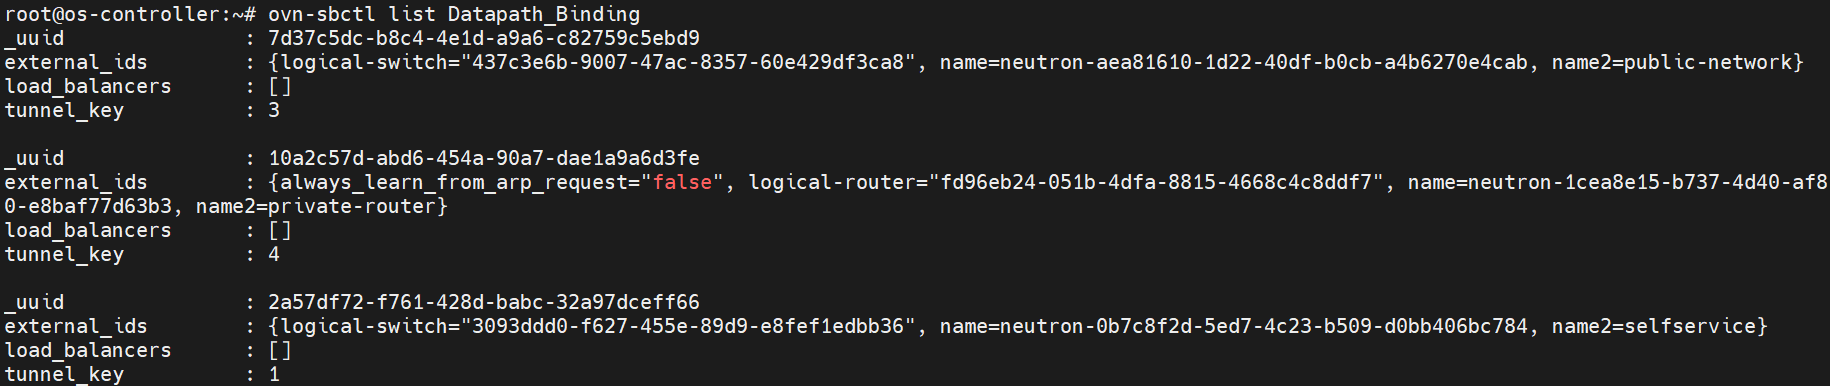 root@os-controller:~# ovn-sbctl list Datapath_Binding
_uuid               : 7d37c5dc-b8c4-4e1d-a9a6-c82759c5ebd9
external_ids        : {logical-switch="437c3e6b-9007-47ac-8357-60e429df3ca8", name=neutron-aea81610-1d22-40df-b0cb-a4b6270e4cab, name2=public-network}
load_balancers      : []
tunnel_key          : 3

_uuid               : 10a2c57d-abd6-454a-90a7-dae1a9a6d3fe
external_ids        : {always_learn_from_arp_request="false", logical-router="fd96eb24-051b-4dfa-8815-4668c4c8ddf7", name=neutron-1cea8e15-b737-4d40-af8
0-e8baf77d63b3, name2=private-router}
load_balancers      : []
tunnel_key          : 4

_uuid               : 2a57df72-f761-428d-babc-32a97dceff66
external_ids        : {logical-switch="3093ddd0-f627-455e-89d9-e8fef1edbb36", name=neutron-0b7c8f2d-5ed7-4c23-b509-d0bb406bc784, name2=selfservice}
load_balancers      : []
tunnel_key          : 1